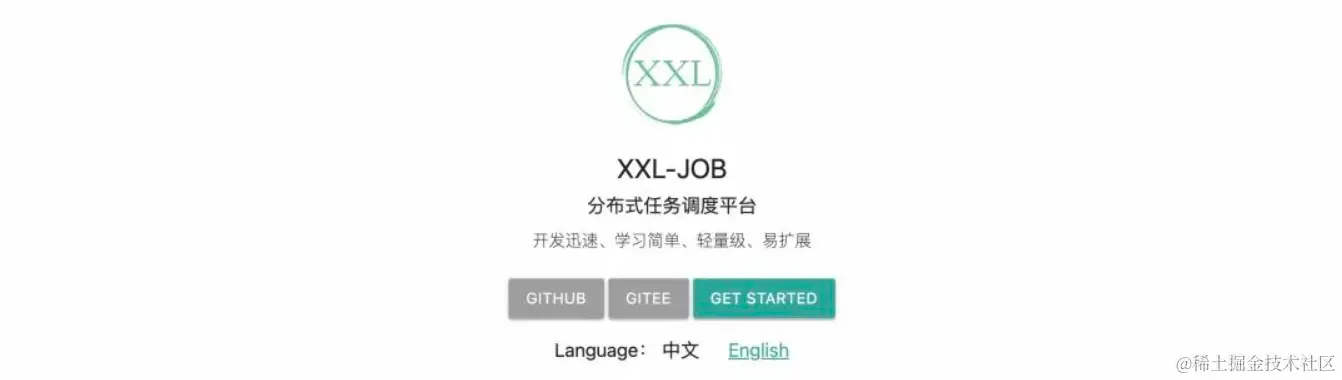 XXL
XXL-JOB
分布式任务调度平台
开发迅速、学习简单、轻量级、易扩展
GITHUB GITEE GET STARTED
Language： 中文 English
@稀土掘金技术社区